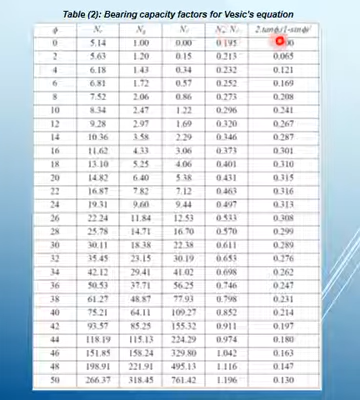 Table (2): Bearing capacity factors for Vesic's equation
ϕ Nc Nq Nγ Nq/Nc 2.tanϕ(1-sinϕ)²
0 5.14 1.00 0.00 0.195
2 5.63 1.20 0.15 0.213 0.065
4 6.18 1.43 0.34 0.232 0.121
6 6.81 1.72 0.57 0.252 0.169
8 7.52 2.06 0.86 0.273 0.208
10 8.34 2.47 1.22 0.296 0.241
12 9.28 2.97 1.69 0.320 0.267
14 10.36 3.58 2.29 0.346 0.287
16 11.62 4.33 3.06 0.373 0.301
18 13.10 5.25 4.06 0.401 0.310
20 14.82 6.40 5.38 0.431 0.315
22 16.87 7.82 7.12 0.463 0.316
24 19.31 9.60 9.44 0.497 0.313
26 22.24 11.84 12.53 0.533 0.308
28 25.78 14.71 16.70 0.570 0.299
30 30.11 18.38 22.38 0.611 0.289
32 35.45 23.15 30.19 0.653 0.276
34 42.12 29.41 41.02 0.698 0.262
36 50.53 37.71 56.25 0.746 0.247
38 61.27 48.87 77.93 0.798 0.231
40 75.21 64.11 109.27 0.852 0.214
42 93.57 85.25 155.32 0.911 0.197
44 118.19 115.13 224.29 0.974 0.180
46 151.85 158.24 329.80 1.042 0.163
48 198.91 221.91 495.13 1.116 0.147
50 266.37 318.45 761.42 1.196 0.130